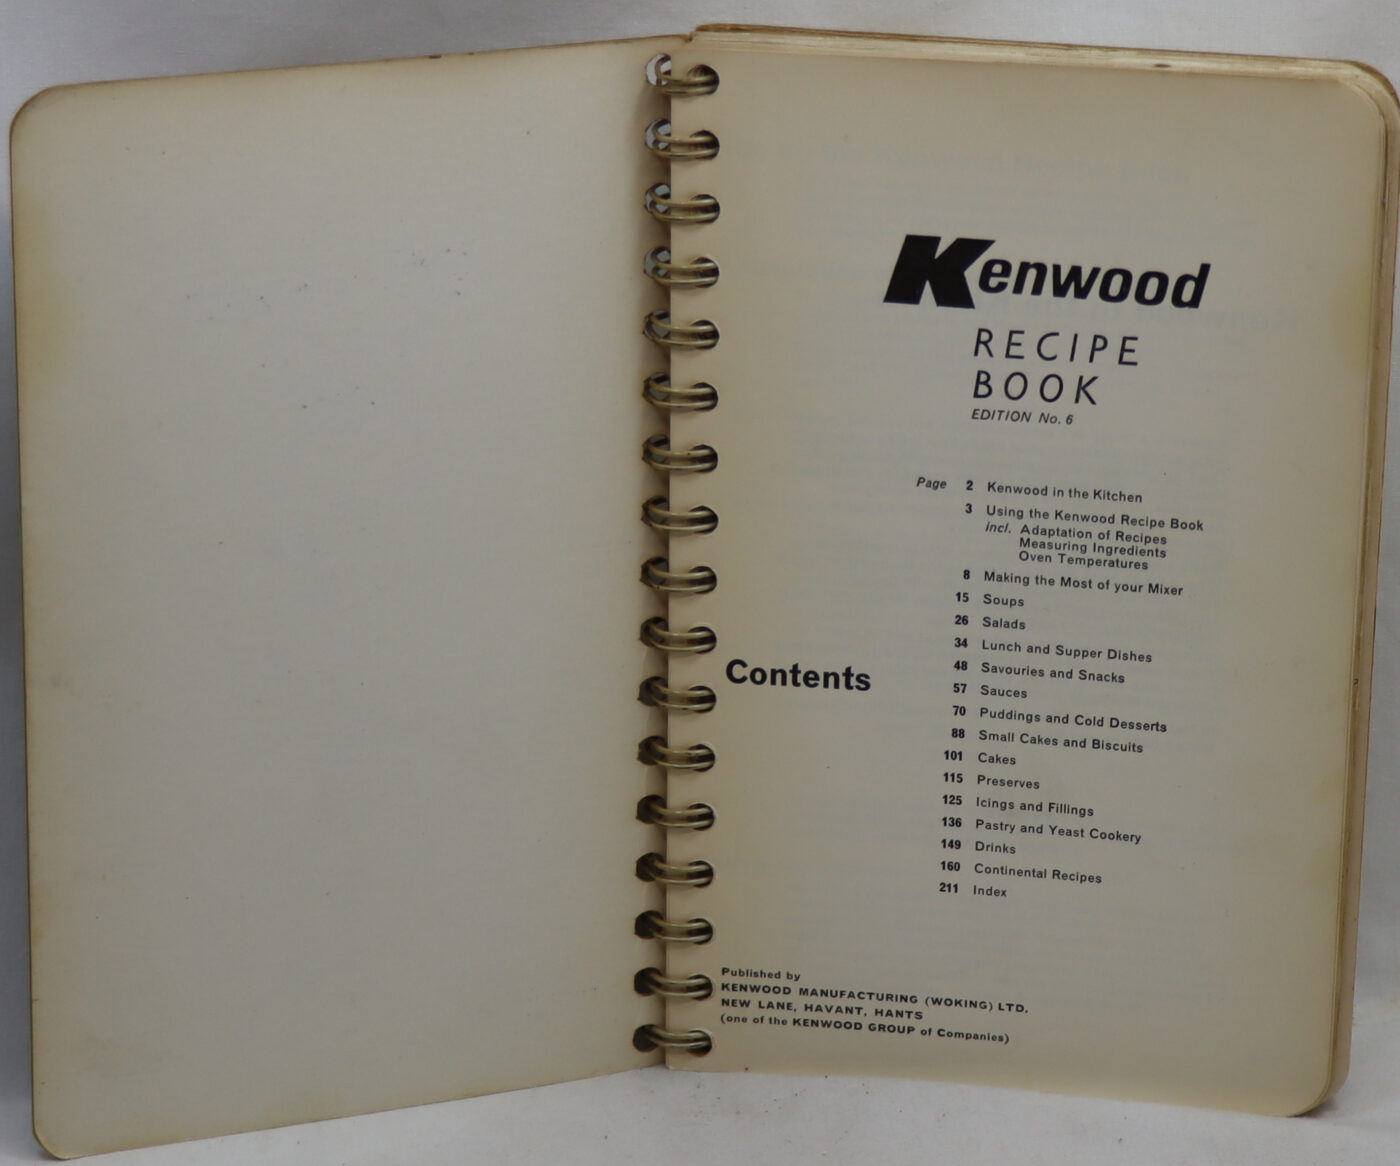 Kenwood
RECIPE
BOOK
EDITION No. 6
Contents
Page 2 Kenwood in the Kitchen
3 Using the Kenwood Recipe Book
incl. Adaptation of Recipes
Measuring Ingredients
Oven Temperatures
8 Making the Most of your Mixer
15 Soups
26 Salads
34 Lunch and Supper Dishes
48 Savouries and Snacks
57 Sauces
70 Puddings and Cold Desserts
88 Small Cakes and Biscuits
101 Cakes
115 Preserves
125 Icings and Fillings
136 Pastry and Yeast Cookery
149 Drinks
160 Continental Recipes
211 Index
Published by
KENWOOD MANUFACTURING (WOKING) LTD.
NEW LANE, HAVANT, HANTS
(one of the KENWOOD GROUP of Companies)